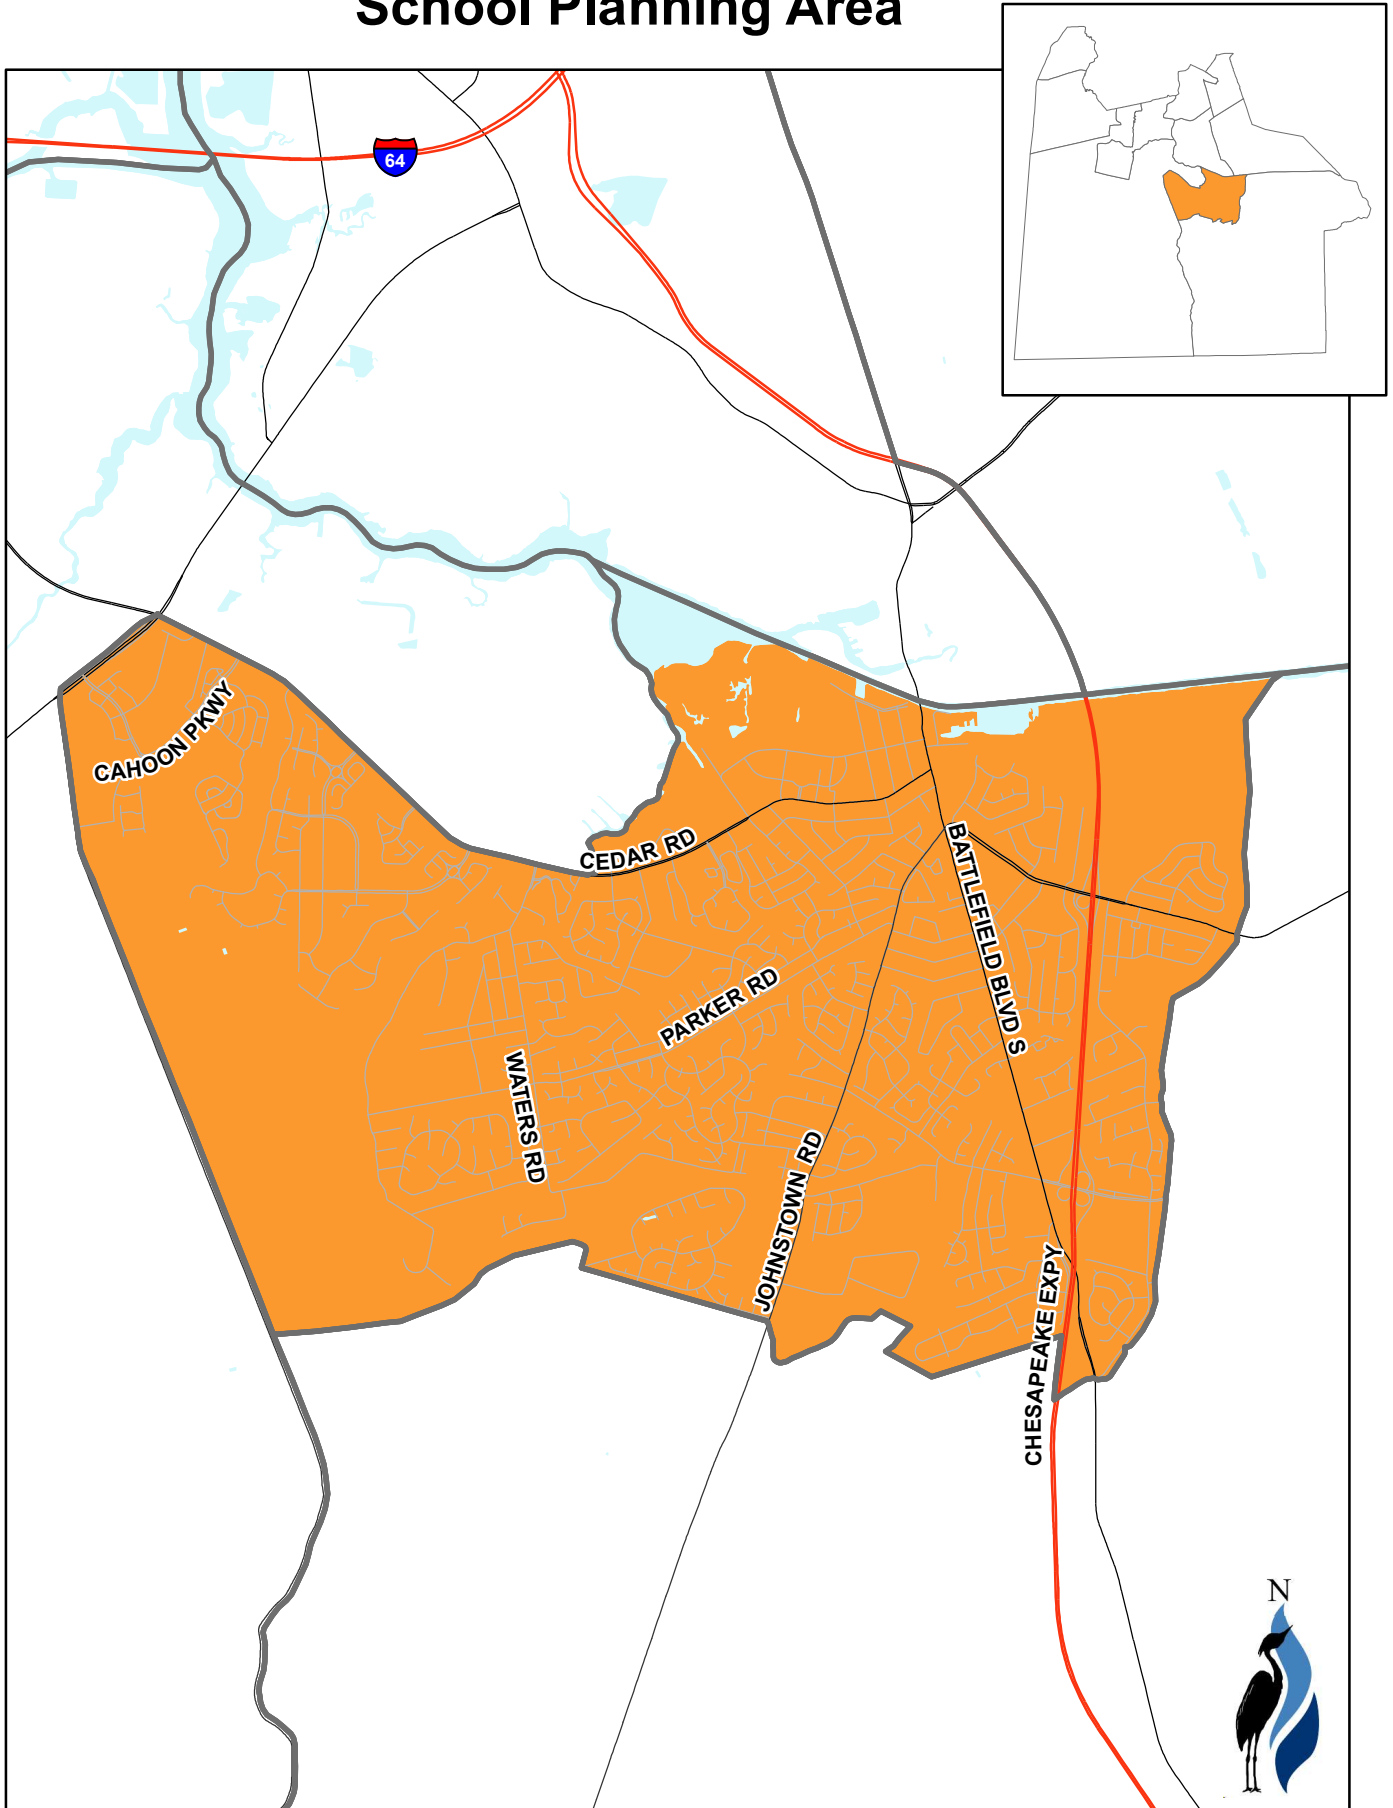 School Planning Area
64
CAHOON PKWY
CEDAR RD
BATTLEFIELD BLVD S
PARKER RD
WATERS RD
JOHNSTOWN RD
CHESAPEAKE EXPY
N